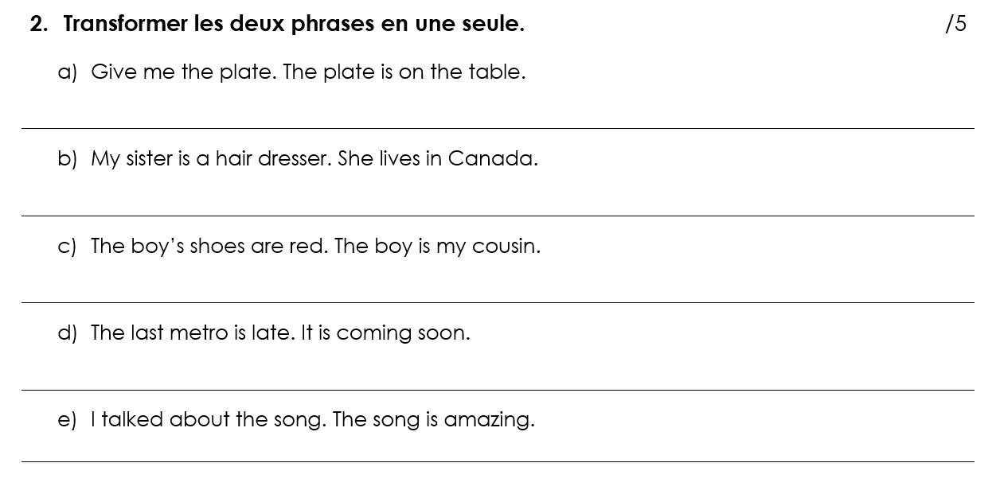 2. Transformer les deux phrases en une seule. /5
a) Give me the plate. The plate is on the table.
b) My sister is a hair dresser. She lives in Canada.
c) The boy’s shoes are red. The boy is my cousin.
d) The last metro is late. It is coming soon.
e) I talked about the song. The song is amazing.